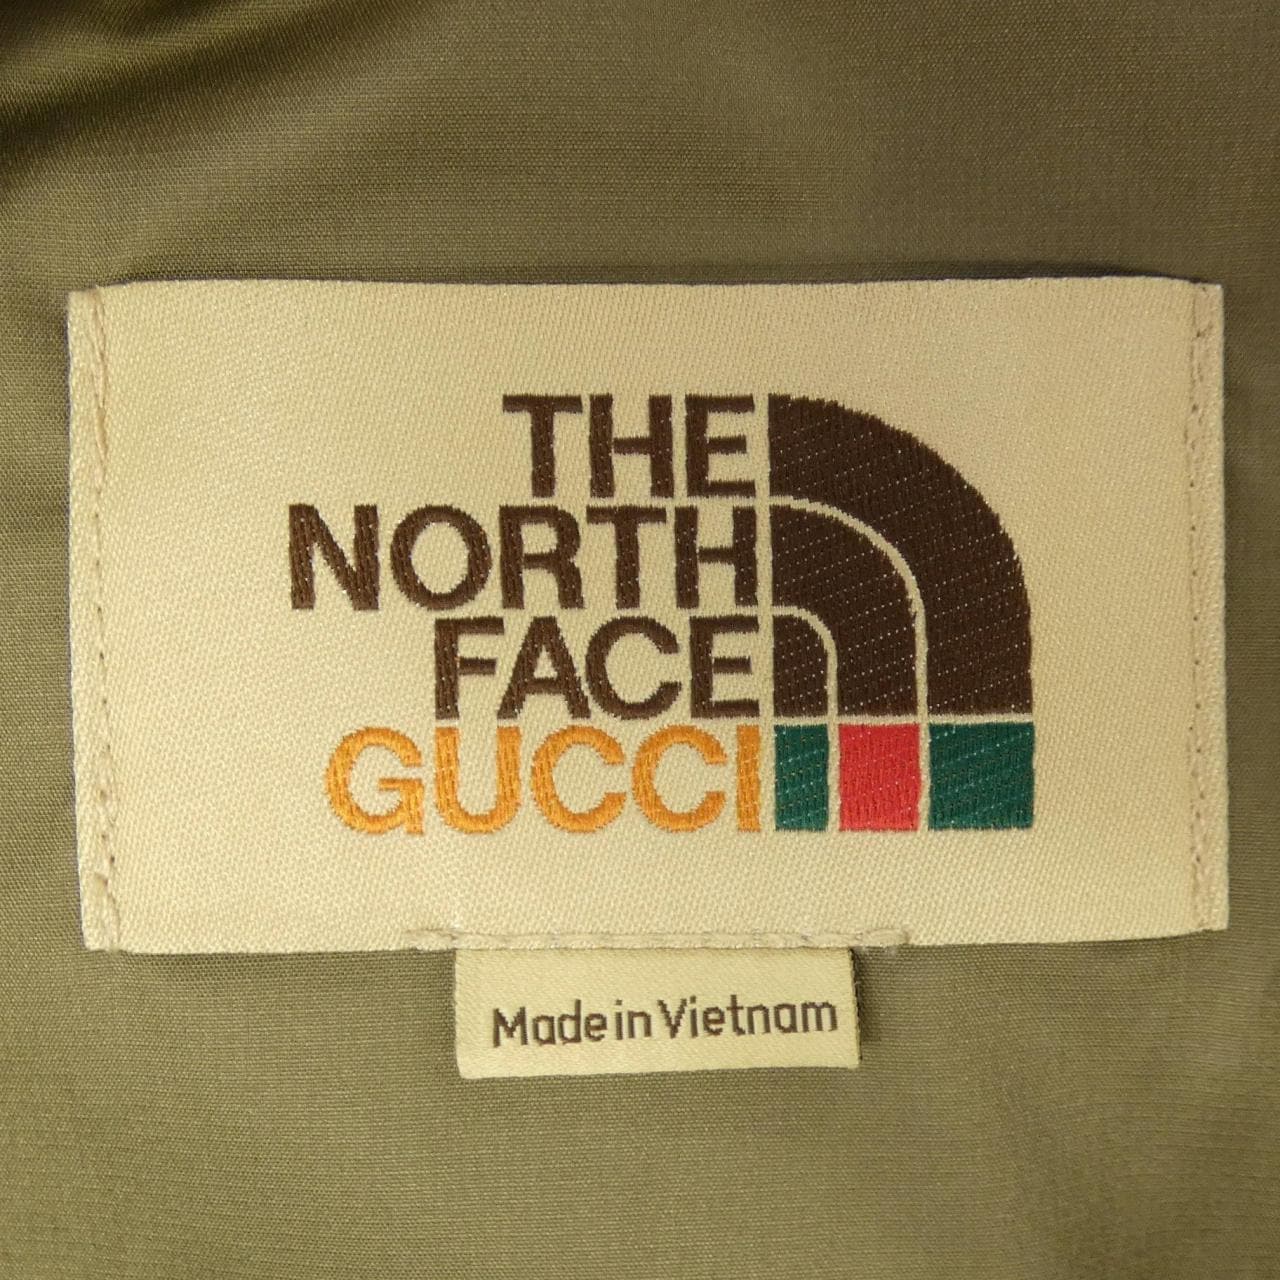 THE
NORTH
FACE
GUCCI
Made in Vietnam